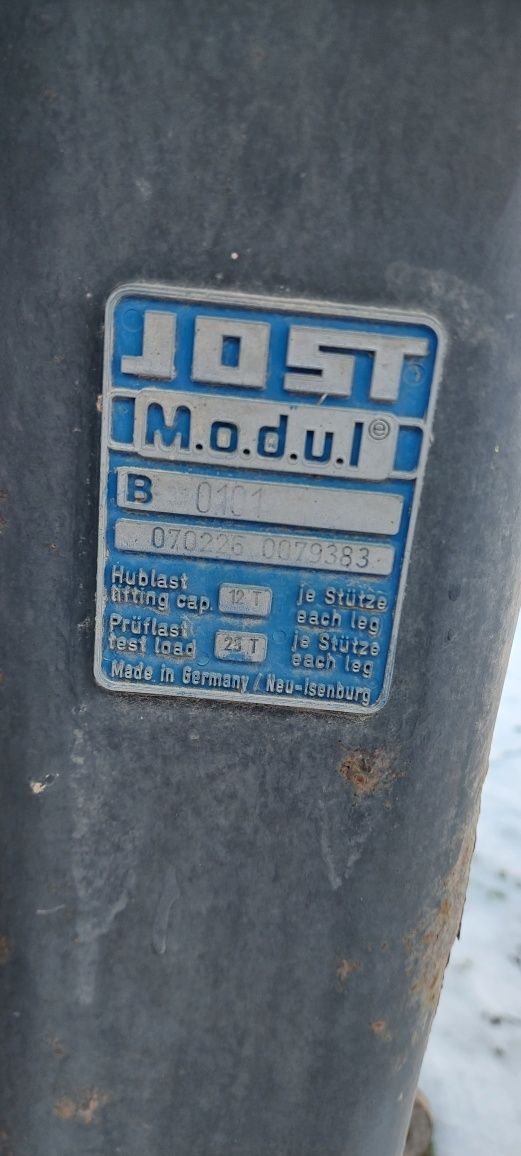 JOST
M.o.d.u.l ®
B 0101
070226 0079383
Hublast
lifting cap. 12 T je Stütze
each leg
Prüflast
test load 25 T je Stütze
each leg
Made in Germany / Neu-Isenburg